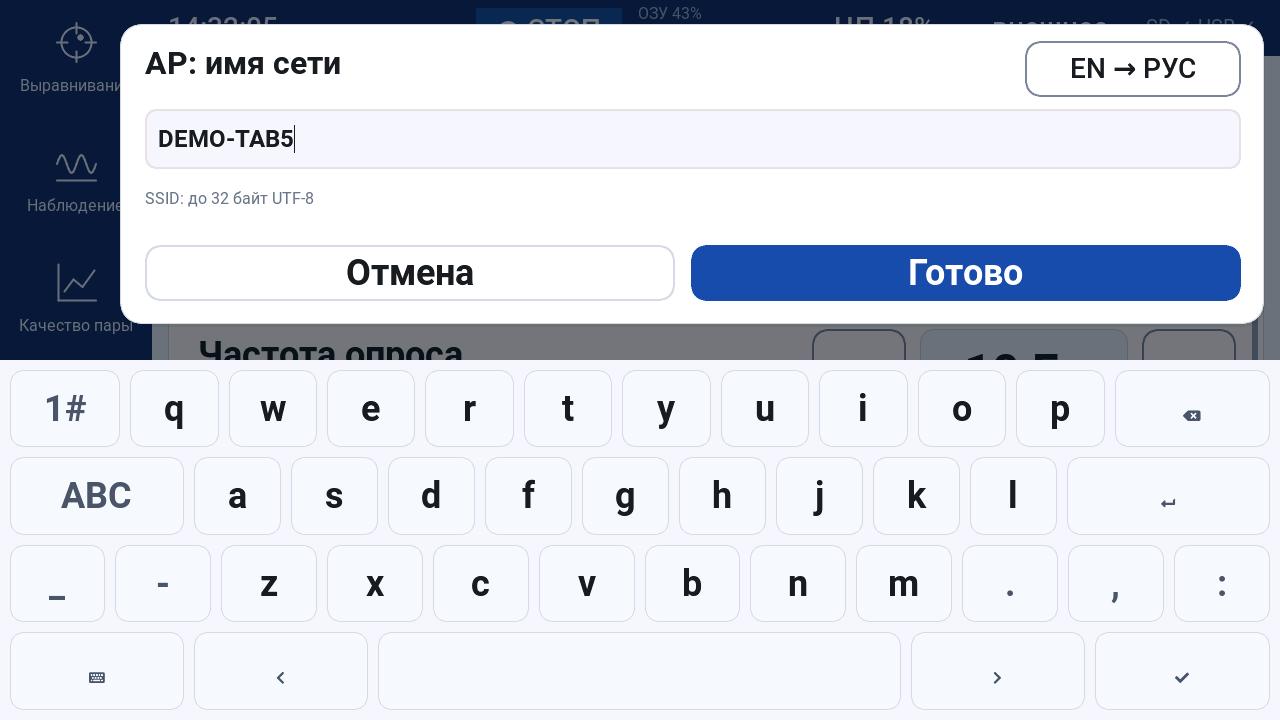 ОЗУ 43%
AP: имя сети
EN → РУС
DEMO-TAB5
SSID: до 32 байт UTF-8
Отмена
Готово
Наблюдение
Качество пары
Частота опроса
1# q w e r t y u i o p
ABC a s d f g h j k l
_ - z x c v b n m . , :